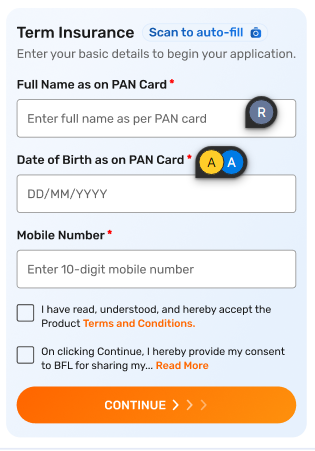 Term Insurance Scan to auto-fill
Enter your basic details to begin your application.
Full Name as on PAN Card *
Enter full name as per PAN card
R
Date of Birth as on PAN Card *
A A
DD/MM/YYYY
Mobile Number *
Enter 10-digit mobile number
I have read, understood, and hereby accept the
Product Terms and Conditions.
On clicking Continue, I hereby provide my consent
to BFL for sharing my... Read More
CONTINUE